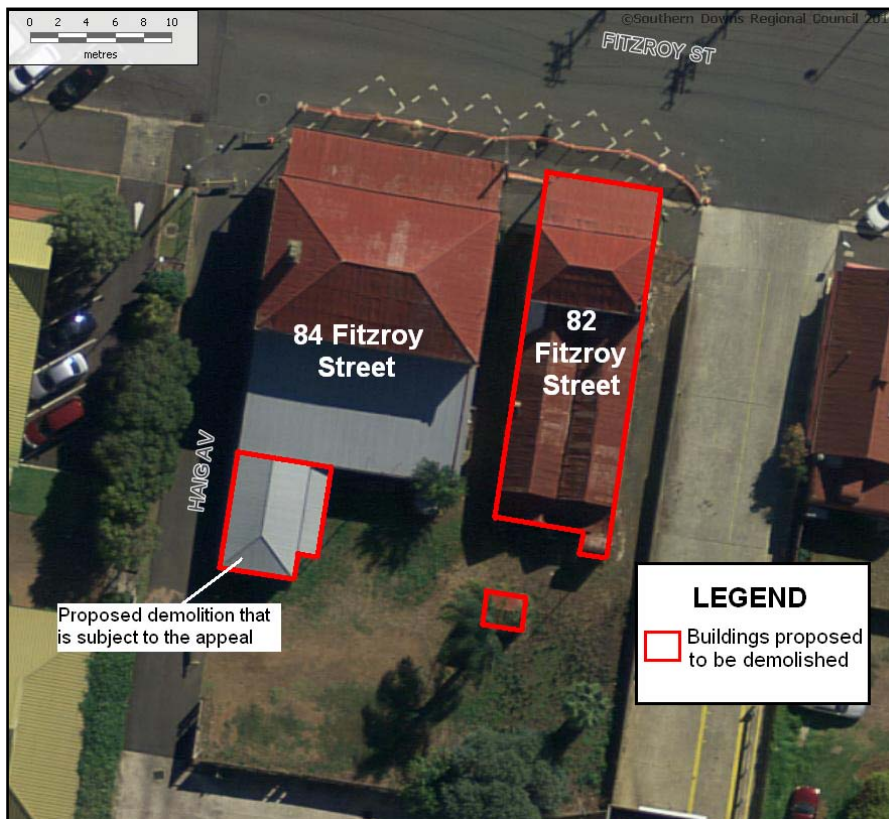 0 2 4 6 8 10
metres
©Southern Downs Regional Council
FITZROY ST
84 Fitzroy
Street
82
Fitzroy
Street
HAIG AV
Proposed demolition that
is subject to the appeal
LEGEND
Buildings proposed
to be demolished